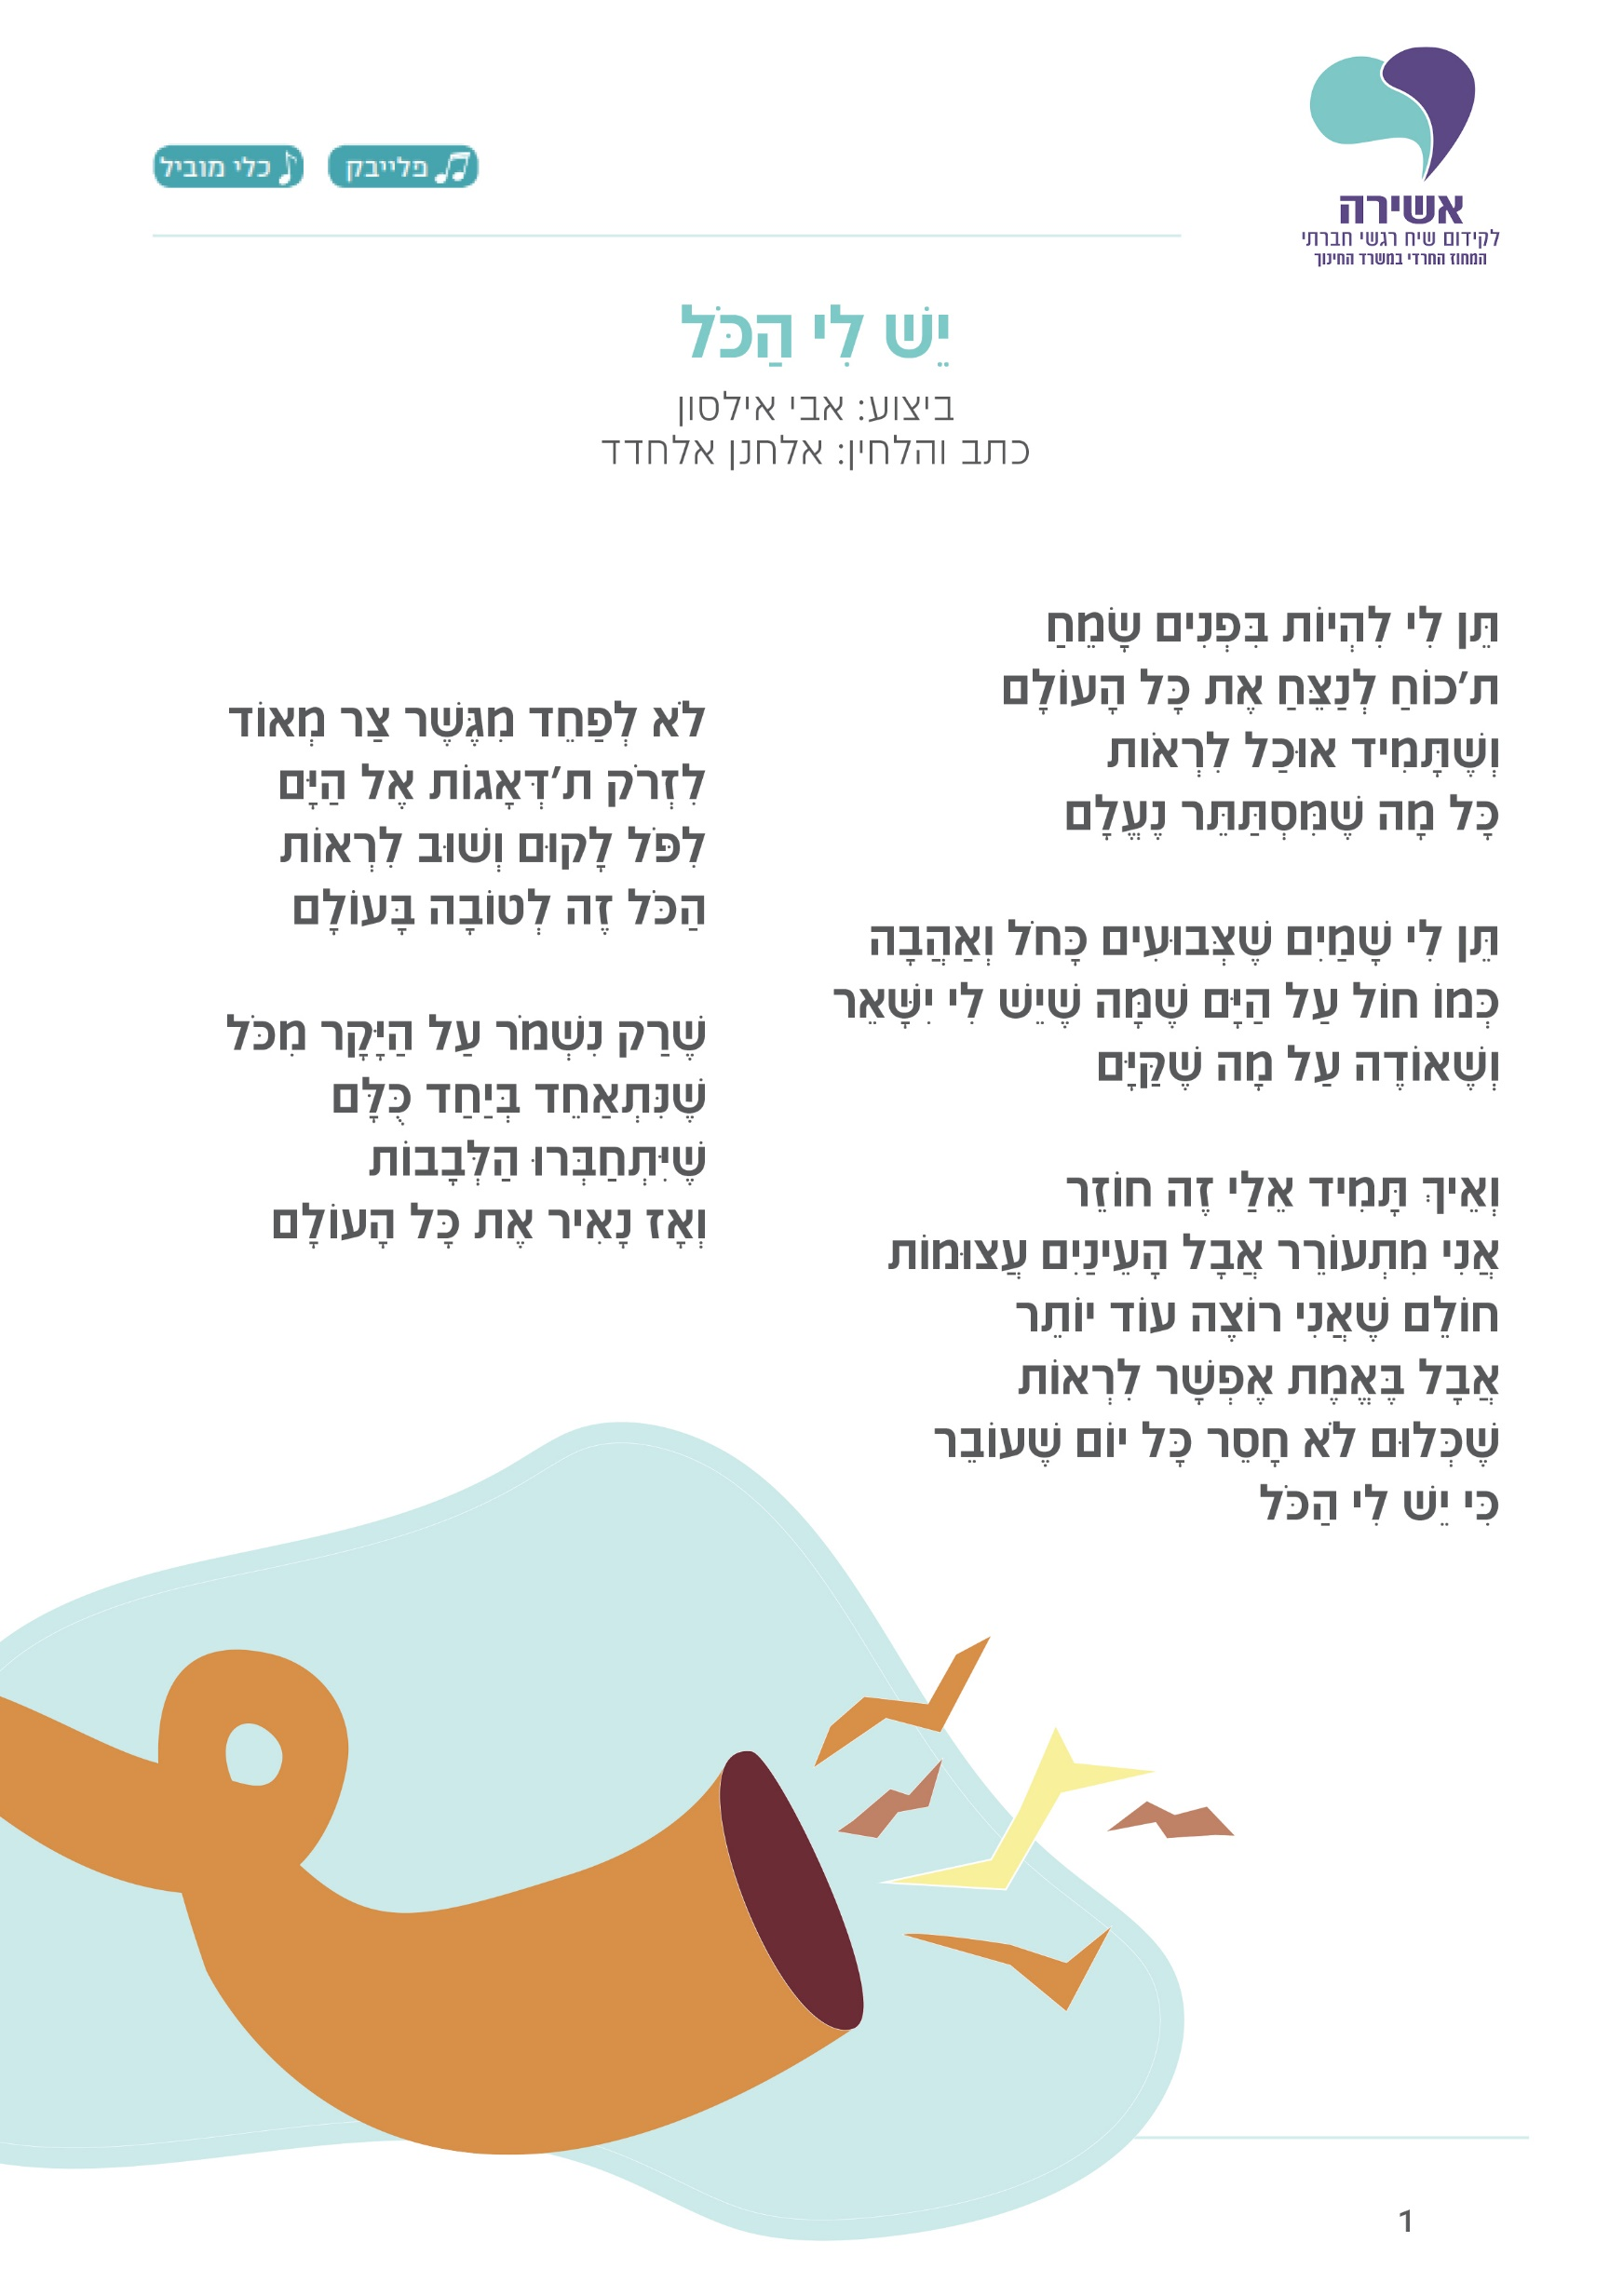 אשירה
לקידום שיח רגשי חברתי
המחוז החרדי במשרד החינוך
פלייבק
כלי מוביל
יֵשׁ לִי הַכֹּל
ביצוע: אבי אילסון
כתב והלחין: אלחנן אלחדד
תֵּן לִי לִהְיוֹת בִּפְנִים שָׂמֵחַ
ת'כוֹחַ לְנַצֵּחַ אֶת כָּל הָעוֹלָם
וְשֶׁתָּמִיד אוּכַל לִרְאוֹת
כָּל מָה שֶׁמִּסְתַּתֵּר נֶעֱלָם
תֵּן לִי שָׁמַיִם שֶׁצְּבוּעִים כָּחֹל וְאַהֲבָה
כְּמוֹ חוֹל עַל הַיָּם שֶׁמָּה שֶׁיֵּשׁ לִי יִשָּׁאֵר
וְשֶׁאוֹדֶה עַל מָה שֶׁקַּיָּם
וְאֵיךְ תָּמִיד אֵלַי זֶה חוֹזֵר
אֲנִי מִתְעוֹרֵר אֲבָל הָעֵינַיִם עֲצוּמוֹת
חוֹלֵם שֶׁאֲנִי רוֹצֶה עוֹד יוֹתֵר
אֲבָל בֶּאֱמֶת אֶפְשָׁר לִרְאוֹת
שֶׁכְּלוּם לֹא חָסֵר כָּל יוֹם שֶׁעוֹבֵר
כִּי יֵשׁ לִי הַכֹּל
לֹא לְפַחֵד מִגֶּשֶׁר צַר מְאוֹד
לִזְרֹק ת'דְּאָגוֹת אֶל הַיָּם
לִפֹּל לָקוּם וְשׁוּב לִרְאוֹת
הַכֹּל זֶה לְטוֹבָה בָּעוֹלָם
שֶׁרַק נִשְׁמֹר עַל הַיָּקָר מִכֹּל
שֶׁנִּתְאַחֵד בְּיַחַד כֻּלָּם
שֶׁיִּתְחַבְּרוּ הַלְּבָבוֹת
וְאָז נָאִיר אֶת כָּל הָעוֹלָם
1